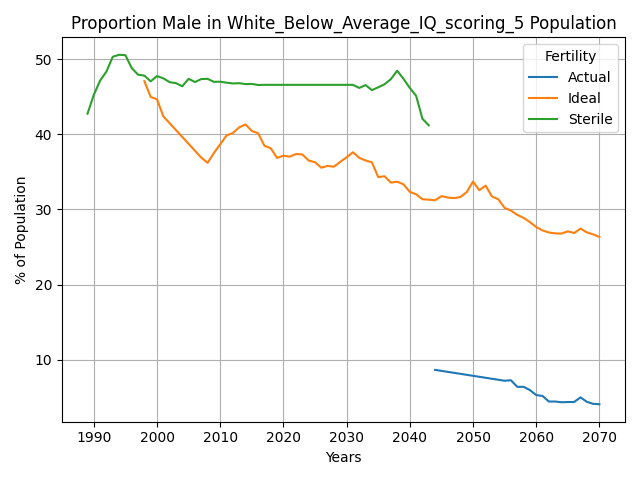 Proportion Male in White_Below_Average_IQ_scoring_5 Population
Fertility
Actual
Ideal
Sterile
% of Population
50
40
30
20
10
1990 2000 2010 2020 2030 2040 2050 2060 2070
Years